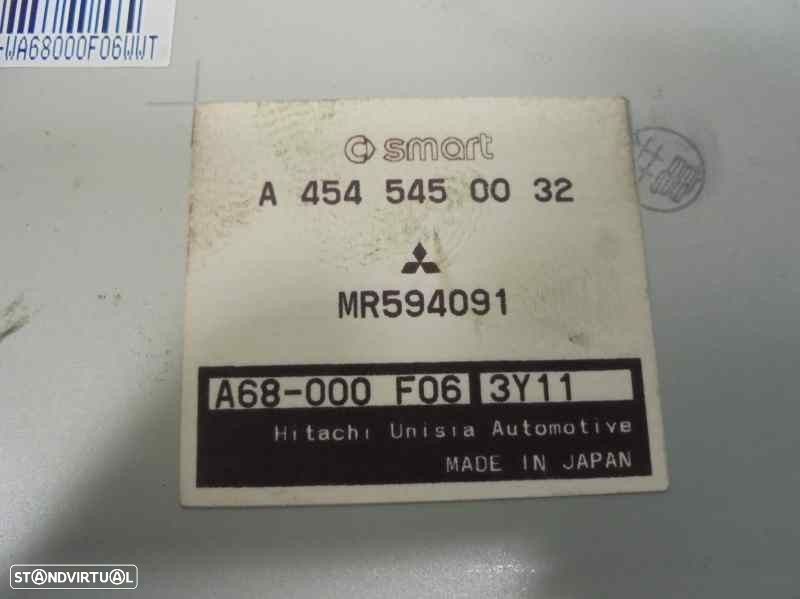 -WA68000F06WWT
smart
A 454 545 00 32
MR594091
A68-000 F06 3Y11
Hitachi Unisia Automotive
MADE IN JAPAN
STANDVIRTUAL